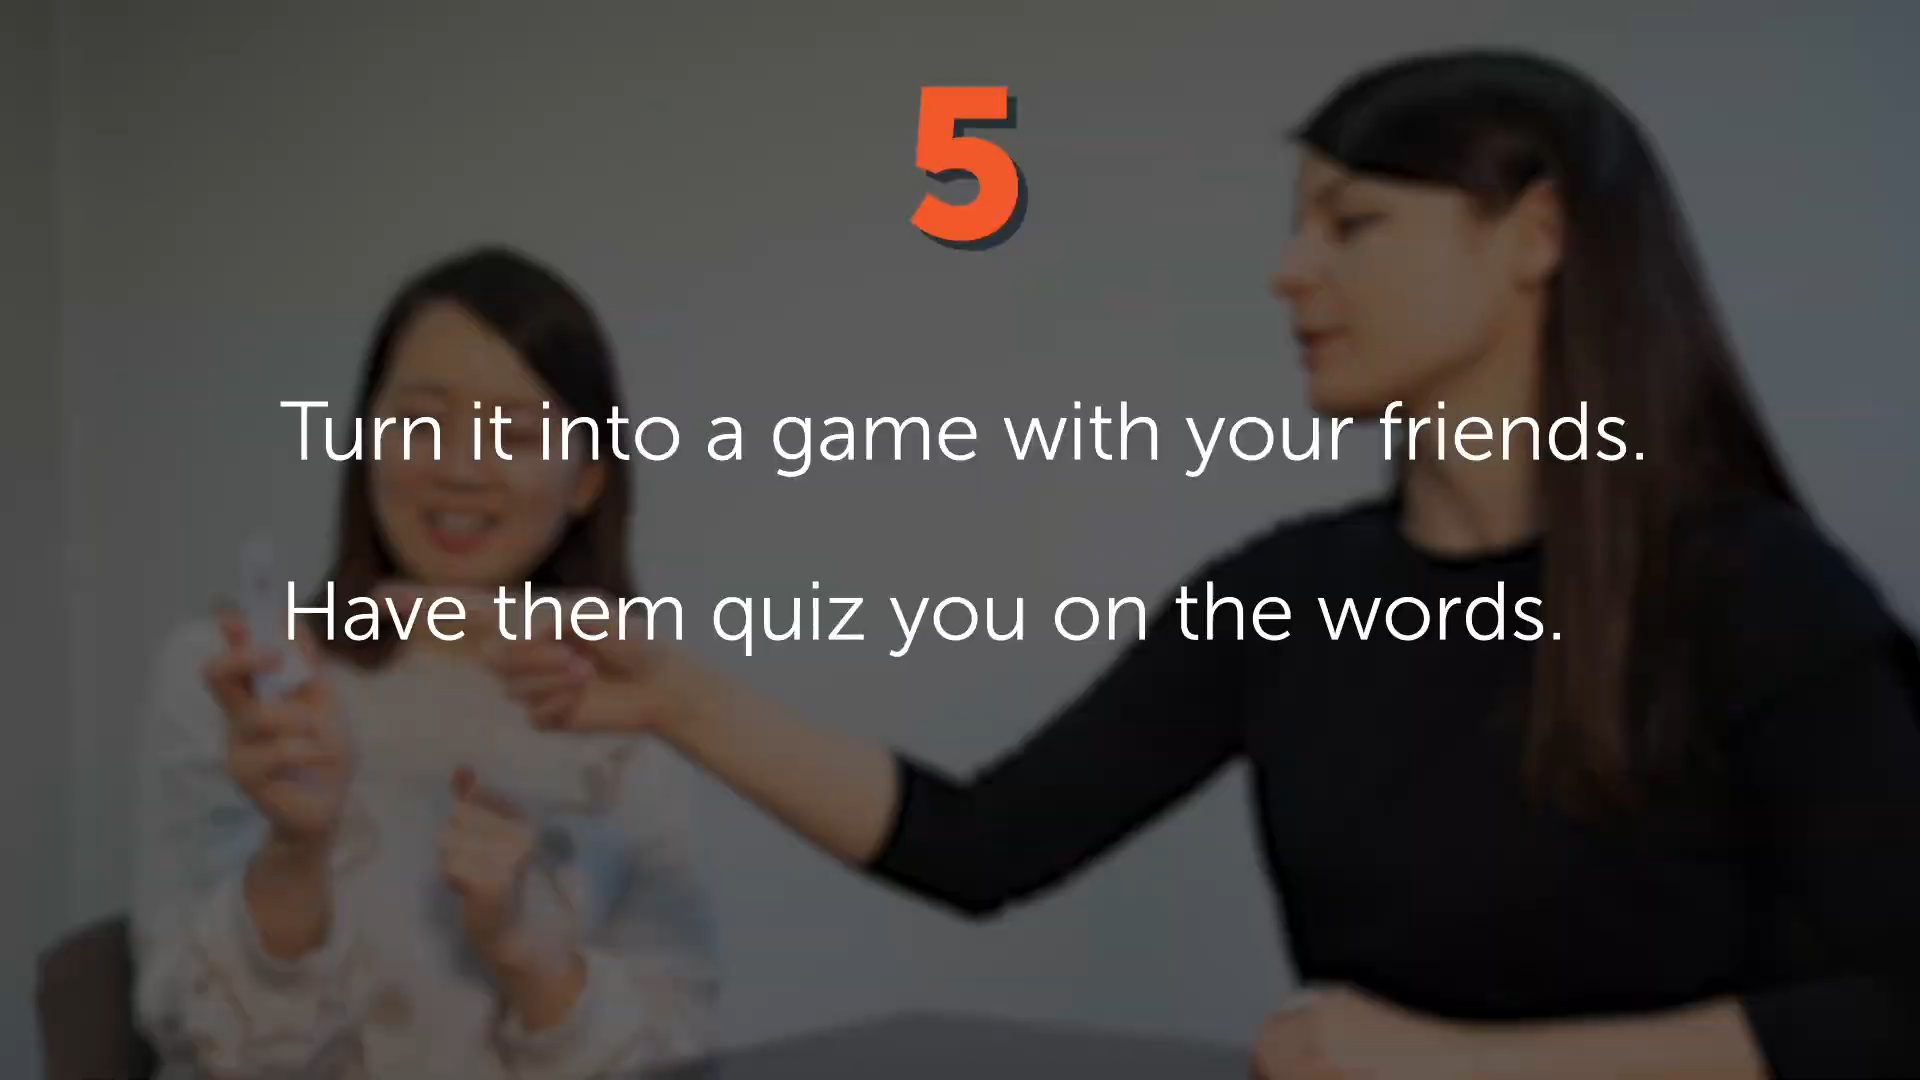 5
Turn it into a game with your friends.
Have them quiz you on the words.